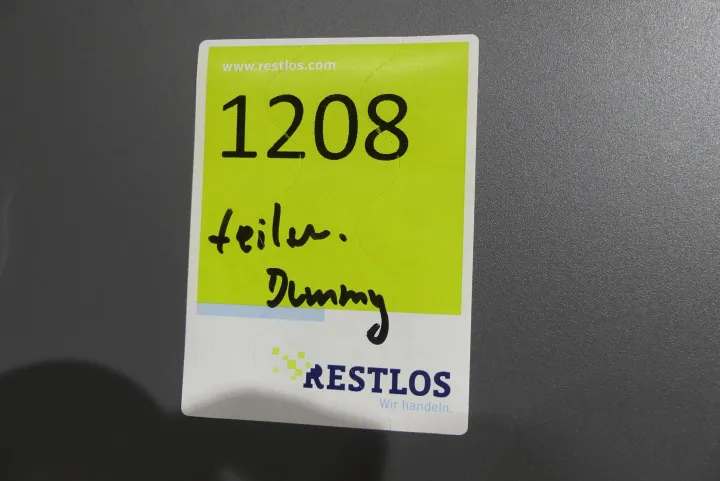 www.restlos.com
1208
teilw.
Dummy
RESTLOS
Wir handeln.